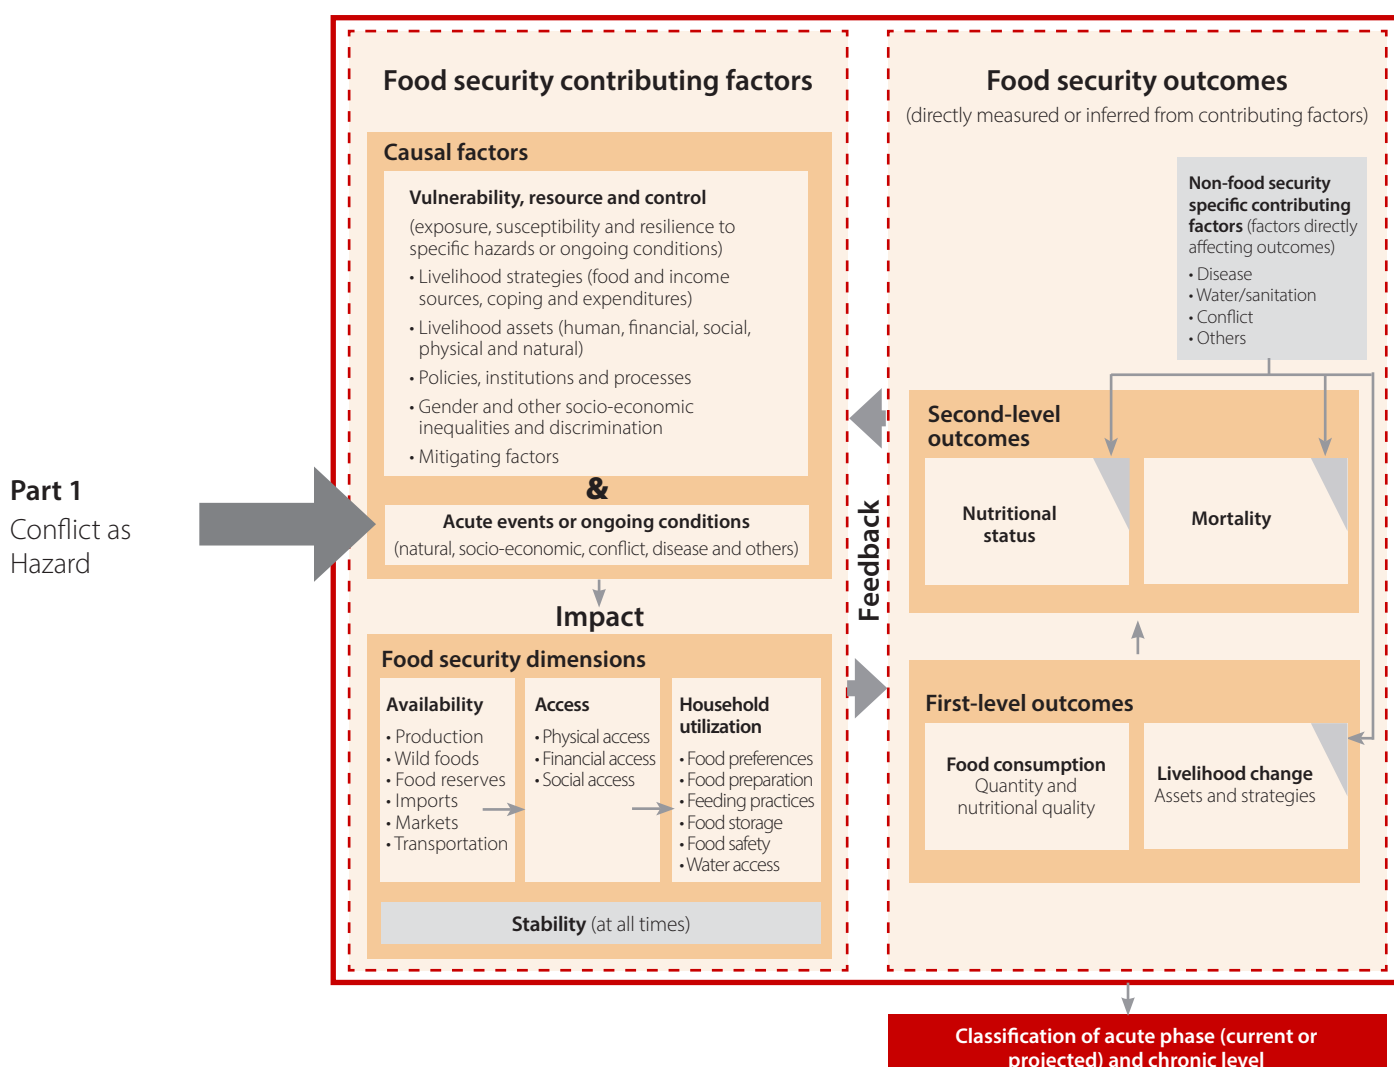 Part 1
Conflict as
Hazard
Food security contributing factors
Causal factors
Vulnerability, resource and control
(exposure, susceptibility and resilience to
specific hazards or ongoing conditions)
• Livelihood strategies (food and income
sources, coping and expenditures)
• Livelihood assets (human, financial, social,
physical and natural)
• Policies, institutions and processes
• Gender and other socio-economic
inequalities and discrimination
• Mitigating factors
&
Acute events or ongoing conditions
(natural, socio-economic, conflict, disease and others)
Impact
Food security dimensions
Availability
• Production
• Wild foods
• Food reserves
• Imports
• Markets
• Transportation
Access
• Physical access
• Financial access
• Social access
Household
utilization
• Food preferences
• Food preparation
• Feeding practices
• Food storage
• Food safety
• Water access
Stability (at all times)
Feedback
Food security outcomes
(directly measured or inferred from contributing factors)
Non-food security
specific contributing
factors (factors directly
affecting outcomes)
• Disease
• Water/sanitation
• Conflict
• Others
Second-level
outcomes
Nutritional
status
Mortality
First-level outcomes
Food consumption
Quantity and
nutritional quality
Livelihood change
Assets and strategies
Classification of acute phase (current or
projected) and chronic level